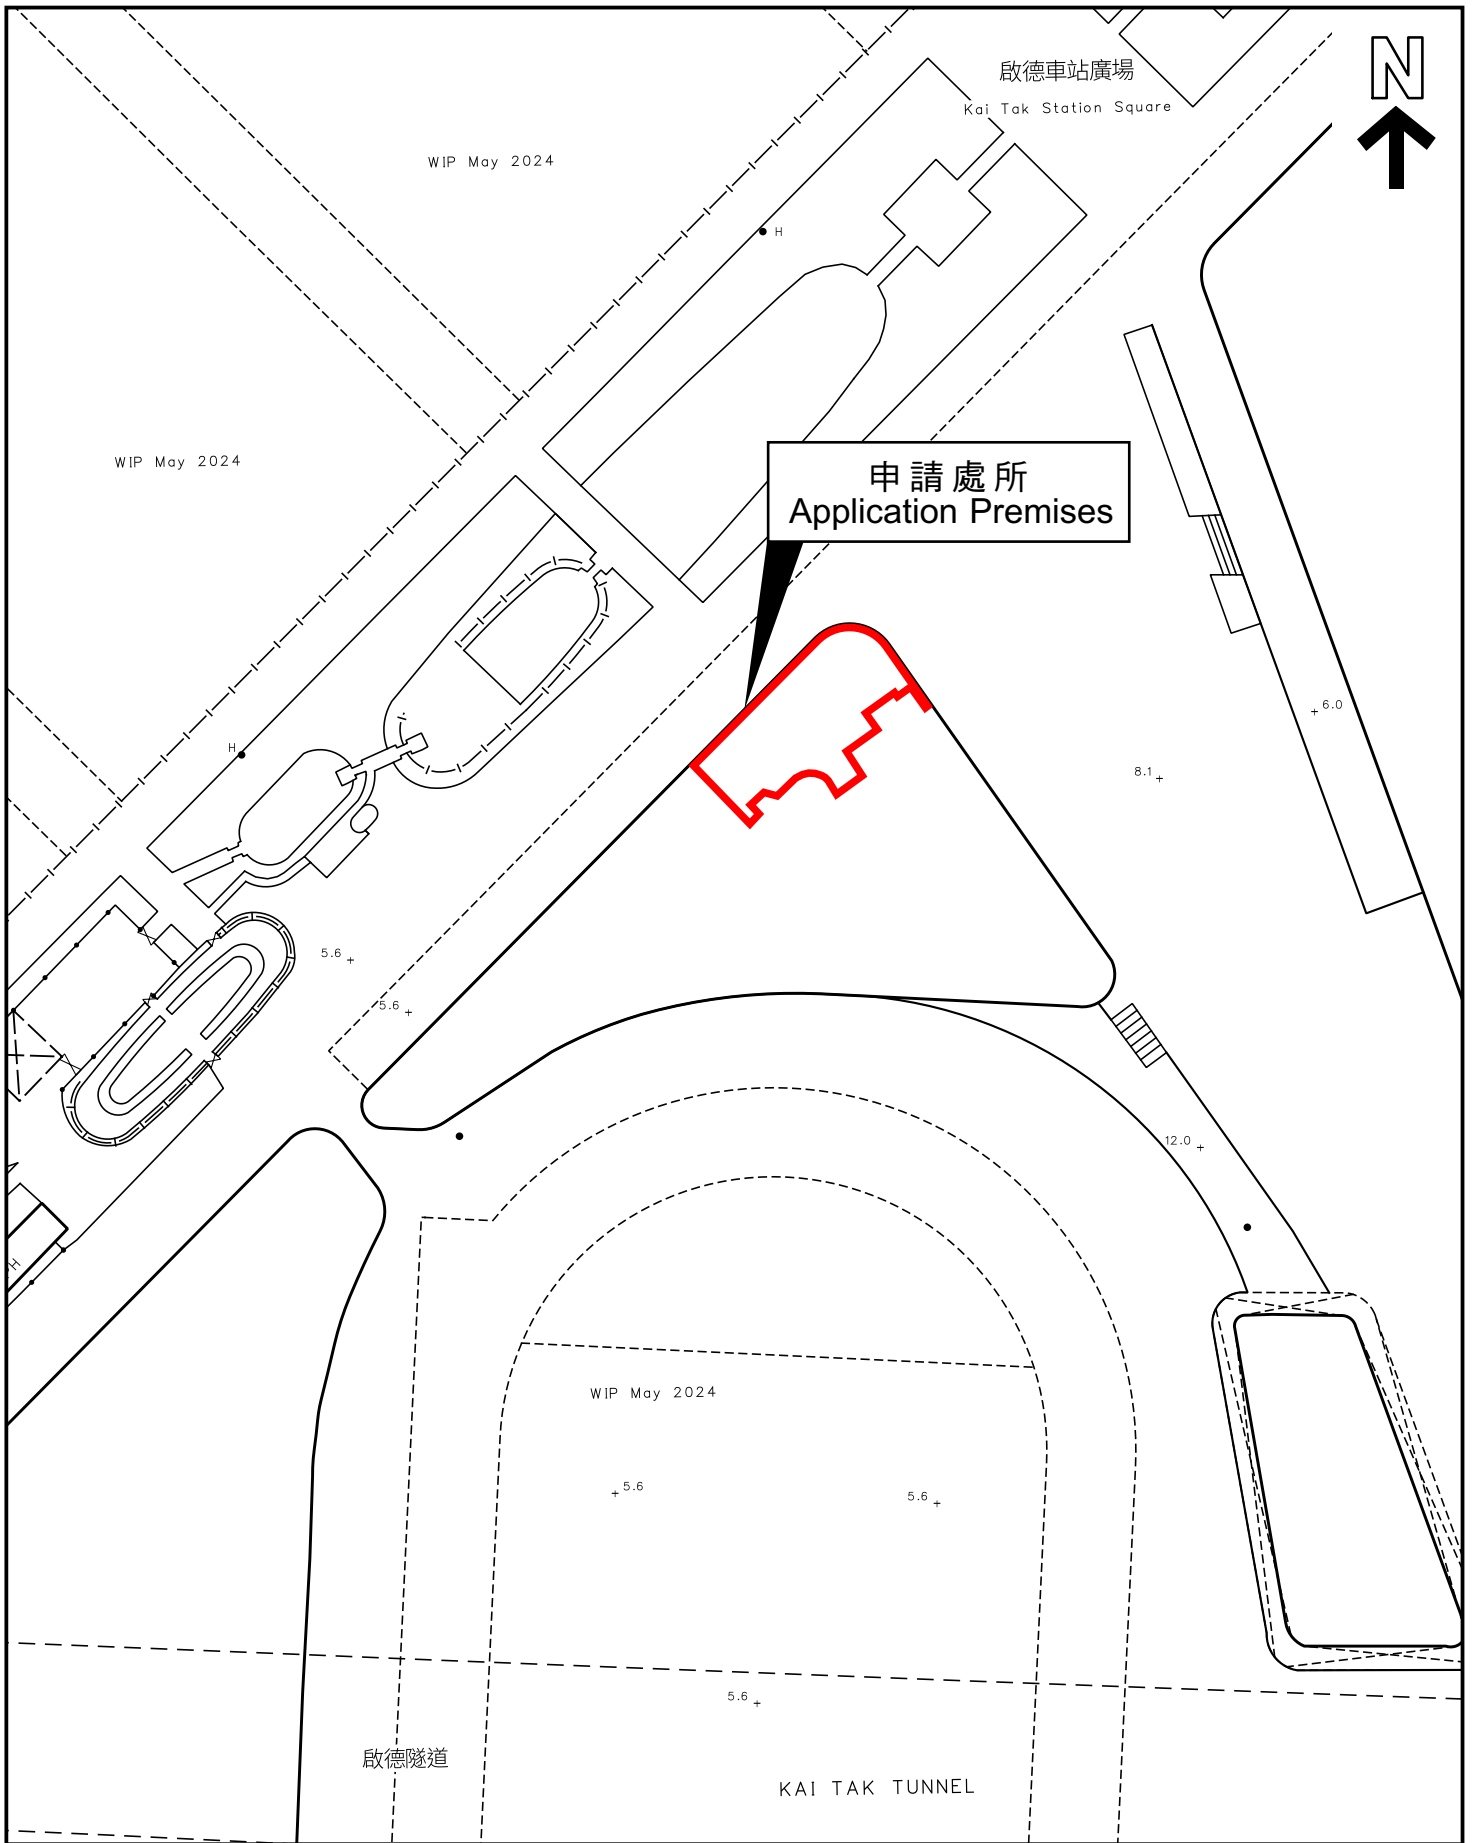 啟德車站廣場
Kai Tak Station Square
N
WIP May 2024
H
WIP May 2024
申請處所
Application Premises
6.0
H
8.1
5.6
5.6
12.0
H
WIP May 2024
5.6
5.6
5.6
啟德隧道
KAI TAK TUNNEL